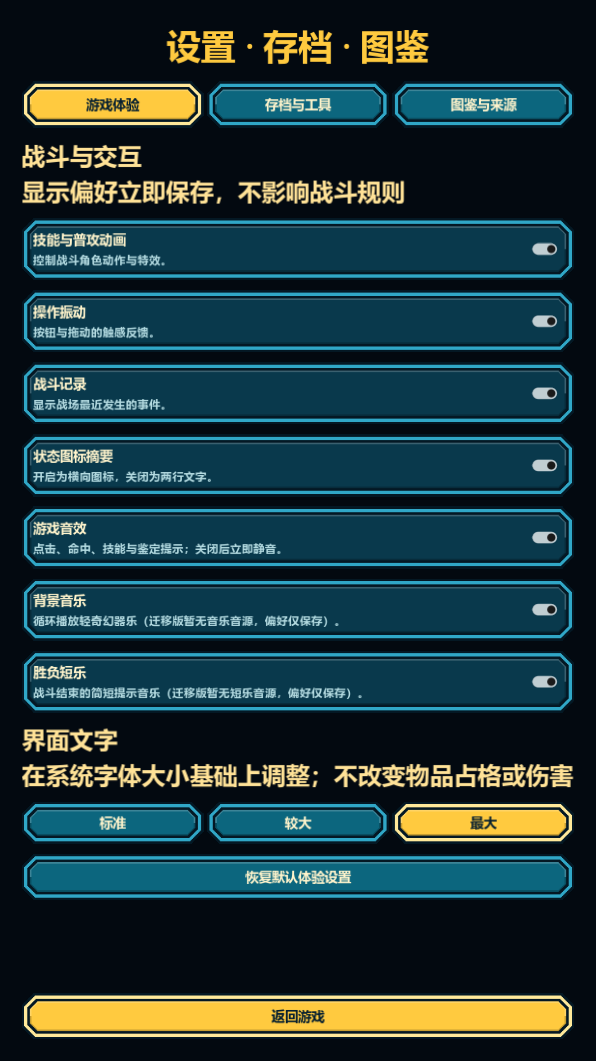 设置 · 存档 · 图鉴
游戏体验
存档与工具
图鉴与来源
战斗与交互
显示偏好立即保存，不影响战斗规则
技能与普攻动画
控制战斗角色动作与特效。
操作振动
按钮与拖动的触感反馈。
战斗记录
显示战场最近发生的事件。
状态图标摘要
开启为横向图标，关闭为两行文字。
游戏音效
点击、命中、技能与鉴定提示；关闭后立即静音。
背景音乐
循环播放轻奇幻器乐（迁移版暂无音乐音源，偏好仅保存）。
胜负短乐
战斗结束的简短提示音乐（迁移版暂无短乐音源，偏好仅保存）。
界面文字
在系统字体大小基础上调整；不改变物品占格或伤害
标准
较大
最大
恢复默认体验设置
返回游戏